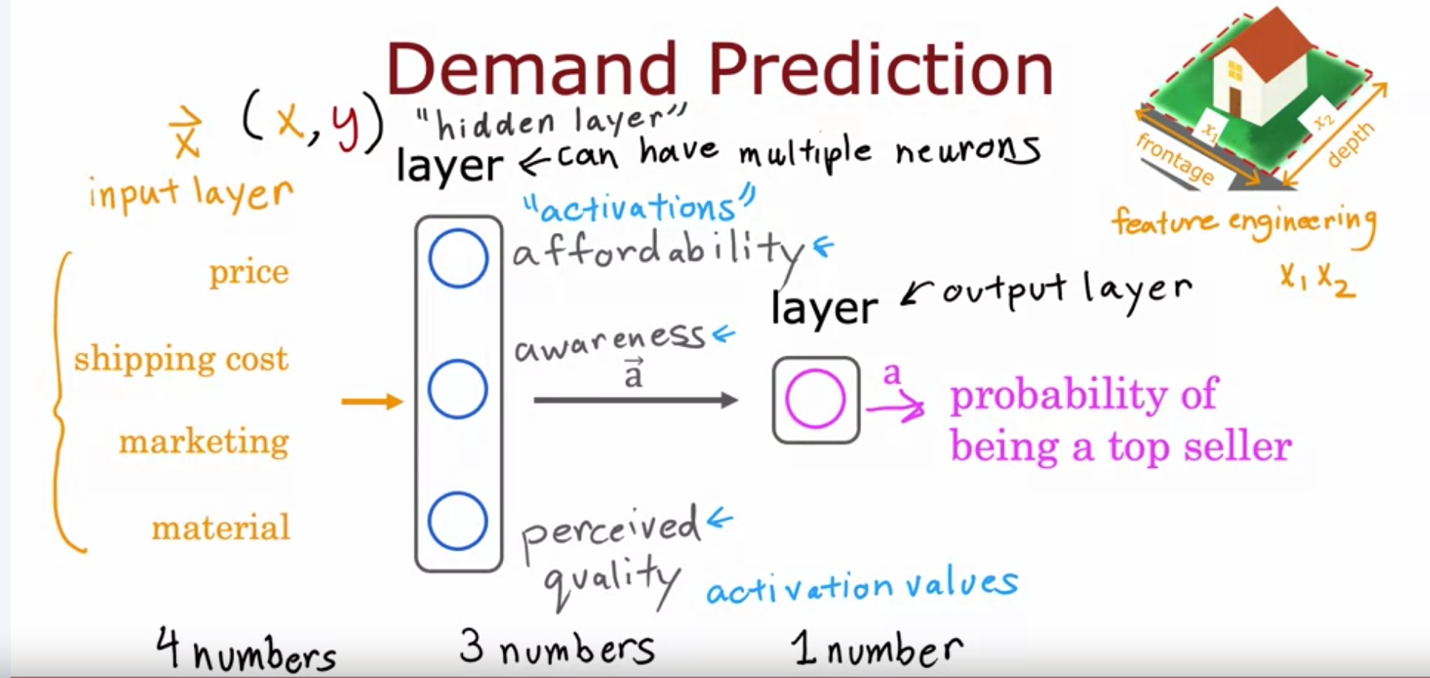 Demand Prediction
x⃗ (x, y)
"hidden layer"
layer ← can have multiple neurons
input layer
"activations"
price
affordability ←
shipping cost
awareness ←
a⃗
marketing
material
perceived ←
quality
activation values
layer ← output layer
a
probability of
being a top seller
x₁
x₂
frontage
depth
feature engineering
x₁ x₂
4 numbers
3 numbers
1 number